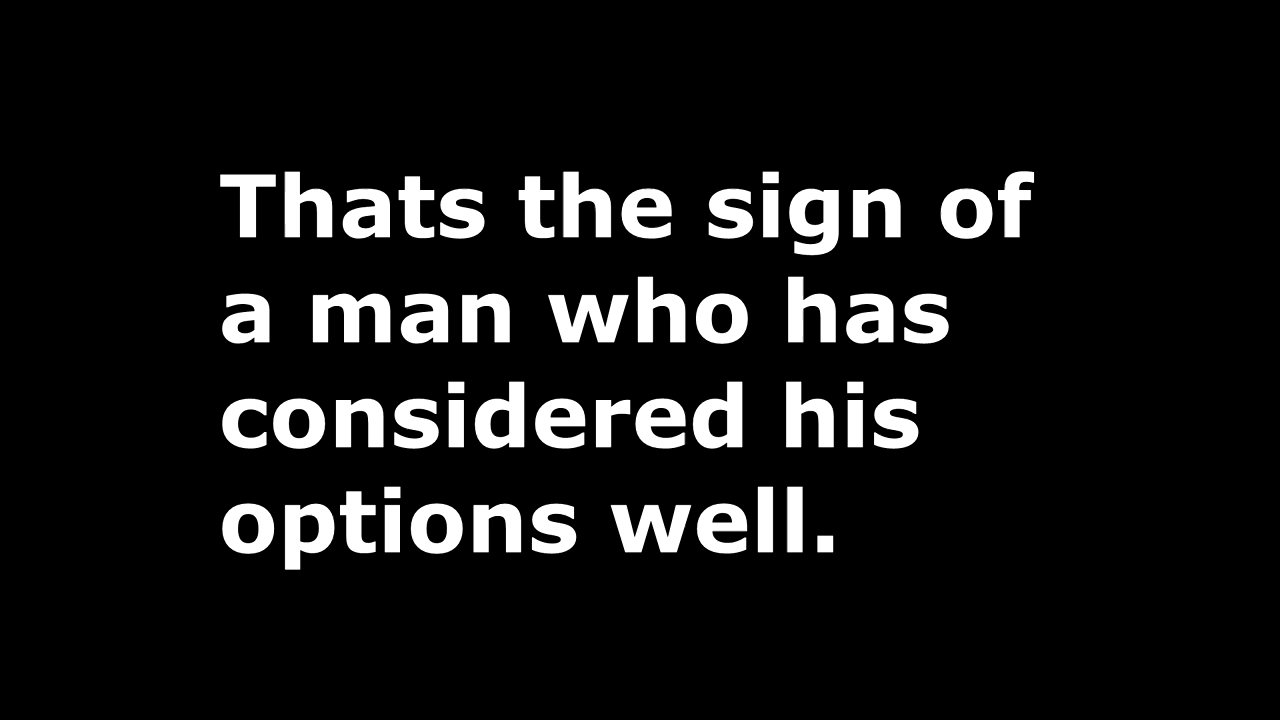 Thats the sign of
a man who has
considered his
options well.